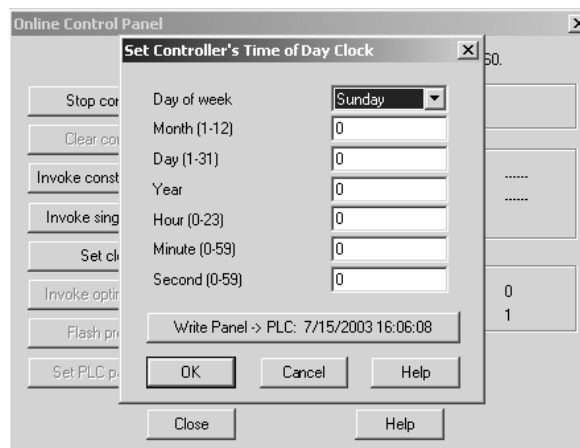 Online Control Panel
Set Controller's Time of Day Clock
60.
Stop con
Clear co
Invoke const
Invoke sing
Set cl
Invoke optin
Flash pr
Set PLC p
Day of week Sunday
Month (1-12) 0
Day (1-31) 0
Year 0
Hour (0-23) 0
Minute (0-59) 0
Second (0-59) 0
Write Panel -> PLC: 7/15/2003 16:06:08
OK Cancel Help
------
------
0
1
Close Help